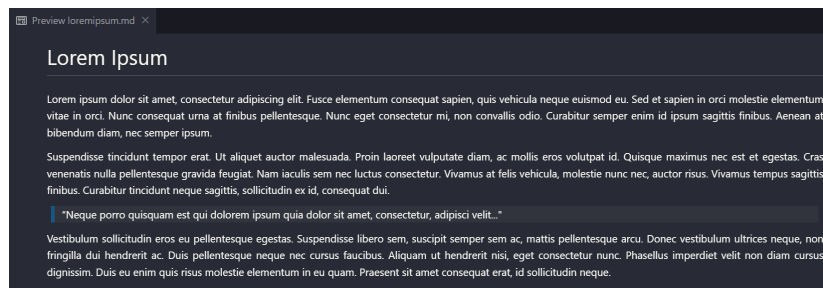 Preview loremipsum.md
Lorem Ipsum
Lorem ipsum dolor sit amet, consectetur adipiscing elit. Fusce elementum consequat sapien, quis vehicula neque euismod eu. Sed et sapien in orci molestie elementum
vitae in orci. Nunc consequat urna at finibus pellentesque. Nunc eget consectetur mi, non convallis odio. Curabitur semper enim id ipsum sagittis finibus. Aenean at
bibendum diam, nec semper ipsum.
Suspendisse tincidunt tempor erat. Ut aliquet auctor malesuada. Proin laoreet vulputate diam, ac mollis eros volutpat id. Quisque maximus nec est et egestas. Cras
venenatis nulla pellentesque gravida feugiat. Nam iaculis sem nec luctus consectetur. Vivamus at felis vehicula, molestie nunc nec, auctor risus. Vivamus tempus sagittis
finibus. Curabitur tincidunt neque sagittis, sollicitudin ex id, consequat dui.
"Neque porro quisquam est qui dolorem ipsum quia dolor sit amet, consectetur, adipisci velit..."
Vestibulum sollicitudin eros eu pellentesque egestas. Suspendisse libero sem, suscipit semper sem ac, mattis pellentesque arcu. Donec vestibulum ultrices neque, non
fringilla dui hendrerit ac. Duis pellentesque neque nec cursus faucibus. Aliquam ut hendrerit nisi, eget consectetur nunc. Phasellus imperdiet velit non diam cursus
dignissim. Duis eu enim quis risus molestie elementum in eu quam. Praesent sit amet consequat erat, id sollicitudin neque.